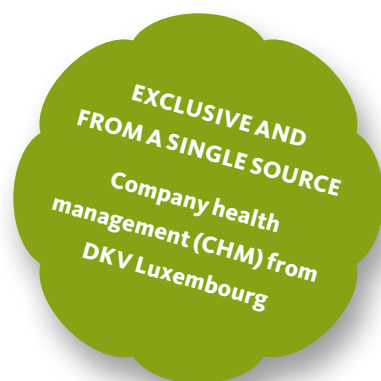 EXCLUSIVE AND
FROM A SINGLE SOURCE
Company health
management (CHM) from
DKV Luxembourg